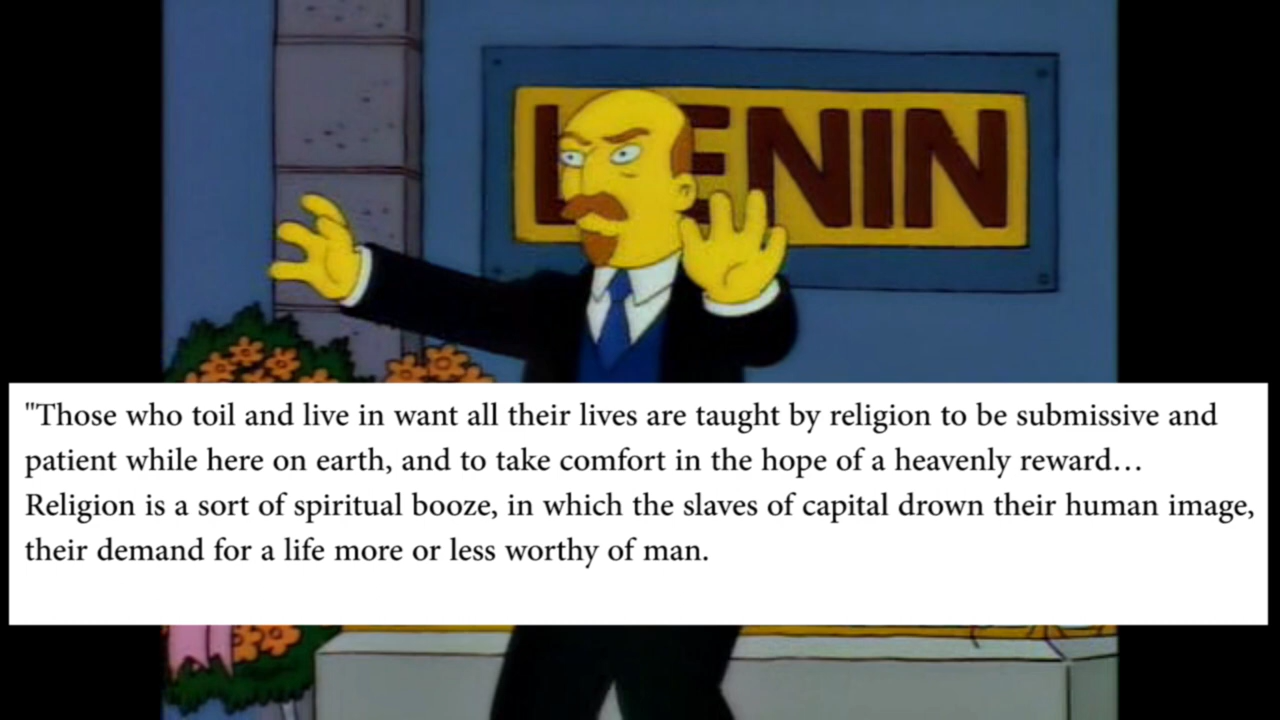 LENIN
"Those who toil and live in want all their lives are taught by religion to be submissive and
patient while here on earth, and to take comfort in the hope of a heavenly reward…
Religion is a sort of spiritual booze, in which the slaves of capital drown their human image,
their demand for a life more or less worthy of man.